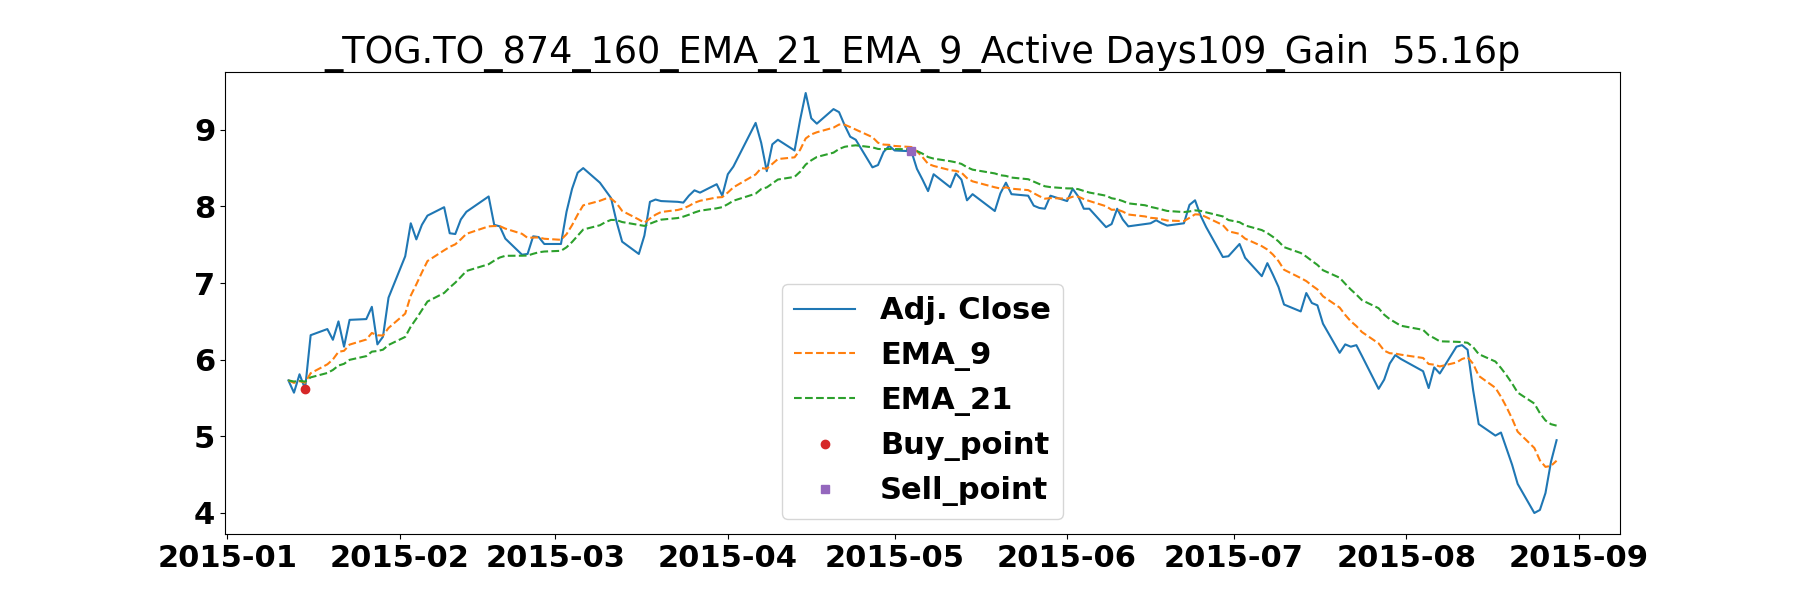 _TOG.TO_874_160_EMA_21_EMA_9_Active Days109_Gain  55.16p
9
8
7
6
5
4
Adj. Close
EMA_9
EMA_21
Buy_point
Sell_point
2015-01 2015-02 2015-03 2015-04 2015-05 2015-06 2015-07 2015-08 2015-09